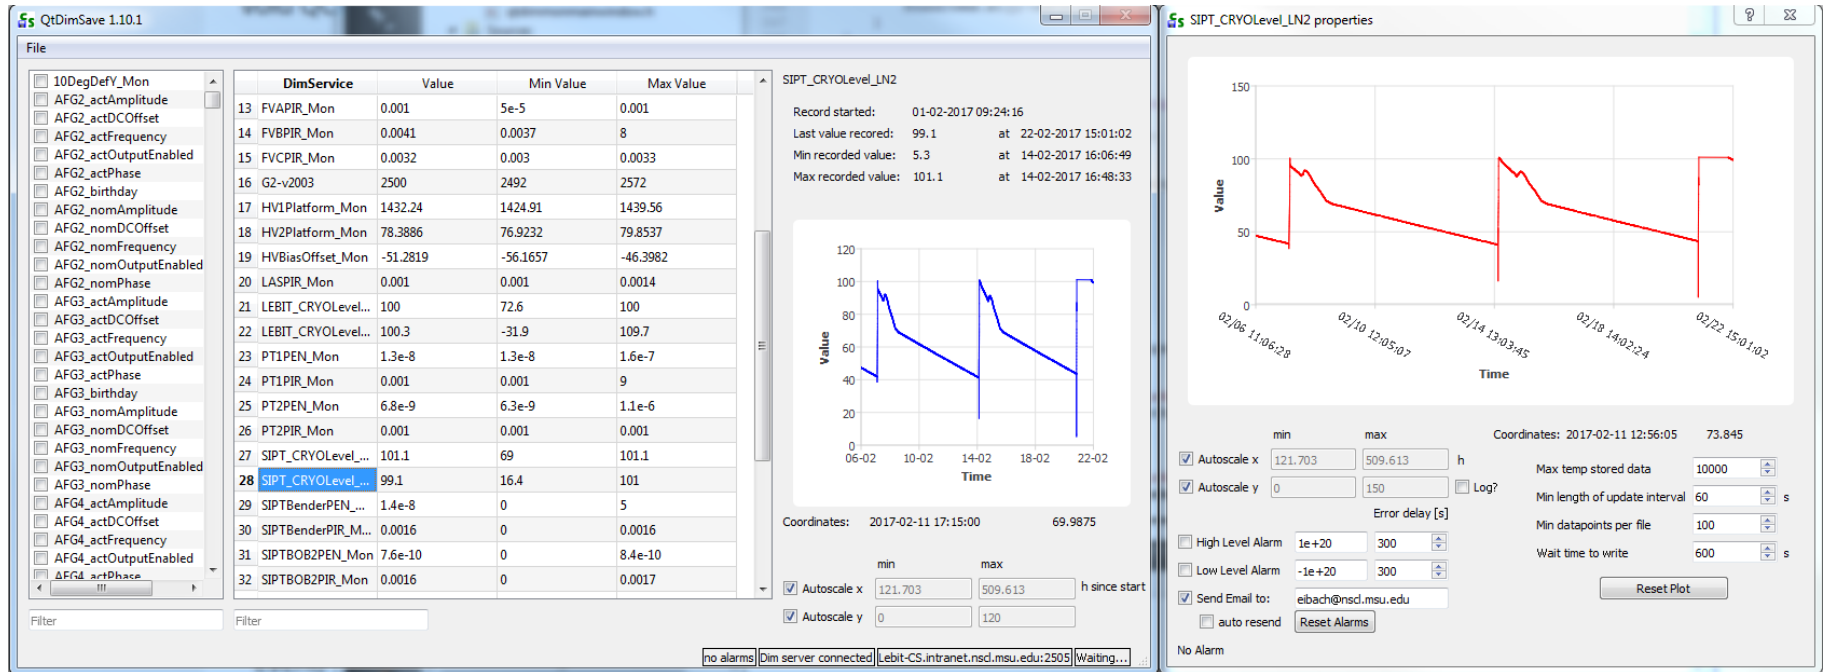 QtDimSave 1.10.1
File
10DegDefY_Mon
AFG2_actAmplitude
AFG2_actDCOffset
AFG2_actFrequency
AFG2_actOutputEnabled
AFG2_actPhase
AFG2_birthday
AFG2_nomAmplitude
AFG2_nomDCOffset
AFG2_nomFrequency
AFG2_nomOutputEnabled
AFG2_nomPhase
AFG3_actAmplitude
AFG3_actDCOffset
AFG3_actFrequency
AFG3_actOutputEnabled
AFG3_actPhase
AFG3_birthday
AFG3_nomAmplitude
AFG3_nomDCOffset
AFG3_nomFrequency
AFG3_nomOutputEnabled
AFG3_nomPhase
AFG4_actAmplitude
AFG4_actDCOffset
AFG4_actFrequency
AFG4_actOutputEnabled
AFG4_actPhase
Filter
DimService Value Min Value Max Value
13 FVAPIR_Mon 0.001 5e-5 0.001
14 FVBPIR_Mon 0.0041 0.0037 8
15 FVCPIR_Mon 0.0032 0.003 0.0033
16 G2-v2003 2500 2492 2572
17 HV1Platform_Mon 1432.24 1424.91 1439.56
18 HV2Platform_Mon 78.3886 76.9232 79.8537
19 HVBiasOffset_Mon -51.2819 -56.1657 -46.3982
20 LASPIR_Mon 0.001 0.001 0.0014
21 LEBIT_CRYOLevel... 100 72.6 100
22 LEBIT_CRYOLevel... 100.3 -31.9 109.7
23 PT1PEN_Mon 1.3e-8 1.3e-8 1.6e-7
24 PT1PIR_Mon 0.001 0.001 9
25 PT2PEN_Mon 6.8e-9 6.3e-9 1.1e-6
26 PT2PIR_Mon 0.001 0.001 0.001
27 SIPT_CRYOLevel_... 101.1 69 101.1
28 SIPT_CRYOLevel_... 99.1 16.4 101
29 SIPTBenderPEN_... 1.4e-8 0 5
30 SIPTBenderPIR_M... 0.0016 0 0.0016
31 SIPTBOB2PEN_Mon 7.6e-10 0 8.4e-10
32 SIPTBOB2PIR_Mon 0.0016 0 0.0017
Filter
SIPT_CRYOLevel_LN2
Record started: 01-02-2017 09:24:16
Last value recored: 99.1 at 22-02-2017 15:01:02
Min recorded value: 5.3 at 14-02-2017 16:06:49
Max recorded value: 101.1 at 14-02-2017 16:48:33
120
100
80
60
40
20
0
Value
06-02 10-02 14-02 18-02 22-02
Time
Coordinates: 2017-02-11 17:15:00 69.9875
min max
Autoscale x 121.703 509.613 h since start
Autoscale y 0 120
no alarms Dim server connected Lebit-CS.intranet.nscl.msu.edu:2505 Waiting...
SIPT_CRYOLevel_LN2 properties
150
100
50
0
Value
02/06 11:06:28 02/10 12:05:07 02/14 13:03:45 02/18 14:02:24 02/22 15:01:02
Time
min max Coordinates: 2017-02-11 12:56:05 73.845
Autoscale x 121.703 509.613 h
Autoscale y 0 150 Log?
Error delay [s]
High Level Alarm 1e+20 300
Low Level Alarm -1e+20 300
Send Email to: eibach@nscl.msu.edu
auto resend Reset Alarms
No Alarm
Max temp stored data 10000
Min length of update interval 60 s
Min datapoints per file 100
Wait time to write 600 s
Reset Plot